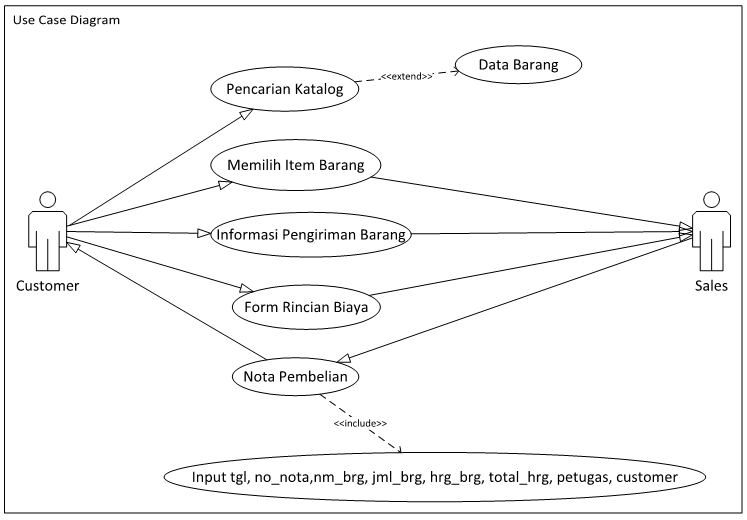 Use Case Diagram
Data Barang
<<extend>>
Pencarian Katalog
Memilih Item Barang
Informasi Pengiriman Barang
Customer
Sales
Form Rincian Biaya
Nota Pembelian
<<include>>
Input tgl, no_nota,nm_brg, jml_brg, hrg_brg, total_hrg, petugas, customer